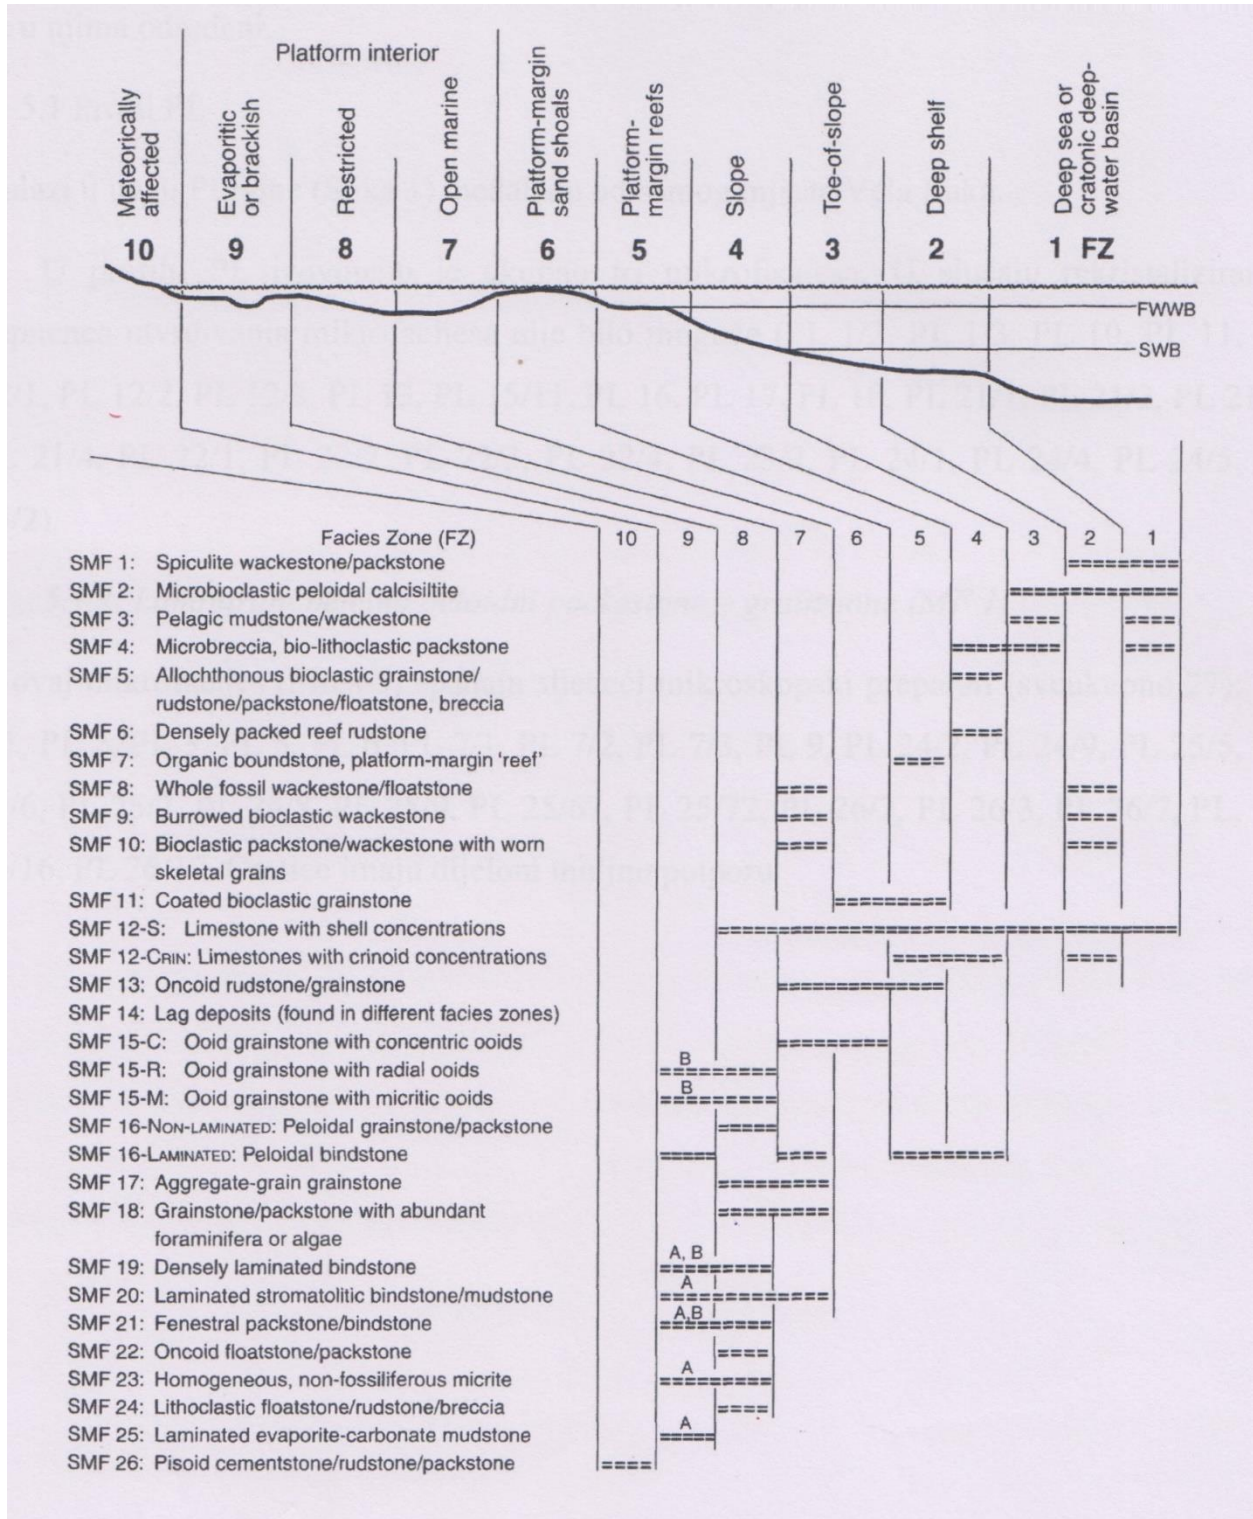 Platform interior
Meteorically
affected
Evaporitic
or brackish
Restricted
Open marine
Platform-margin
sand shoals
Platform-
margin reefs
Slope
Toe-of-slope
Deep shelf
Deep sea or
cratonic deep-
water basin
10 9 8 7 6 5 4 3 2 1 FZ
FWWB
SWB
Facies Zone (FZ) 10 9 8 7 6 5 4 3 2 1
SMF 1: Spiculite wackestone/packstone
SMF 2: Microbioclastic peloidal calcisiltite
SMF 3: Pelagic mudstone/wackestone
SMF 4: Microbreccia, bio-lithoclastic packstone
SMF 5: Allochthonous bioclastic grainstone/
rudstone/packstone/floatstone, breccia
SMF 6: Densely packed reef rudstone
SMF 7: Organic boundstone, platform-margin 'reef'
SMF 8: Whole fossil wackestone/floatstone
SMF 9: Burrowed bioclastic wackestone
SMF 10: Bioclastic packstone/wackestone with worn
skeletal grains
SMF 11: Coated bioclastic grainstone
SMF 12-S: Limestone with shell concentrations
SMF 12-CRIN: Limestones with crinoid concentrations
SMF 13: Oncoid rudstone/grainstone
SMF 14: Lag deposits (found in different facies zones)
SMF 15-C: Ooid grainstone with concentric ooids
SMF 15-R: Ooid grainstone with radial ooids B
SMF 15-M: Ooid grainstone with micritic ooids B
SMF 16-NON-LAMINATED: Peloidal grainstone/packstone
SMF 16-LAMINATED: Peloidal bindstone
SMF 17: Aggregate-grain grainstone
SMF 18: Grainstone/packstone with abundant
foraminifera or algae
SMF 19: Densely laminated bindstone A, B
SMF 20: Laminated stromatolitic bindstone/mudstone A
SMF 21: Fenestral packstone/bindstone A,B
SMF 22: Oncoid floatstone/packstone
SMF 23: Homogeneous, non-fossiliferous micrite A
SMF 24: Lithoclastic floatstone/rudstone/breccia
SMF 25: Laminated evaporite-carbonate mudstone A
SMF 26: Pisoid cementstone/rudstone/packstone